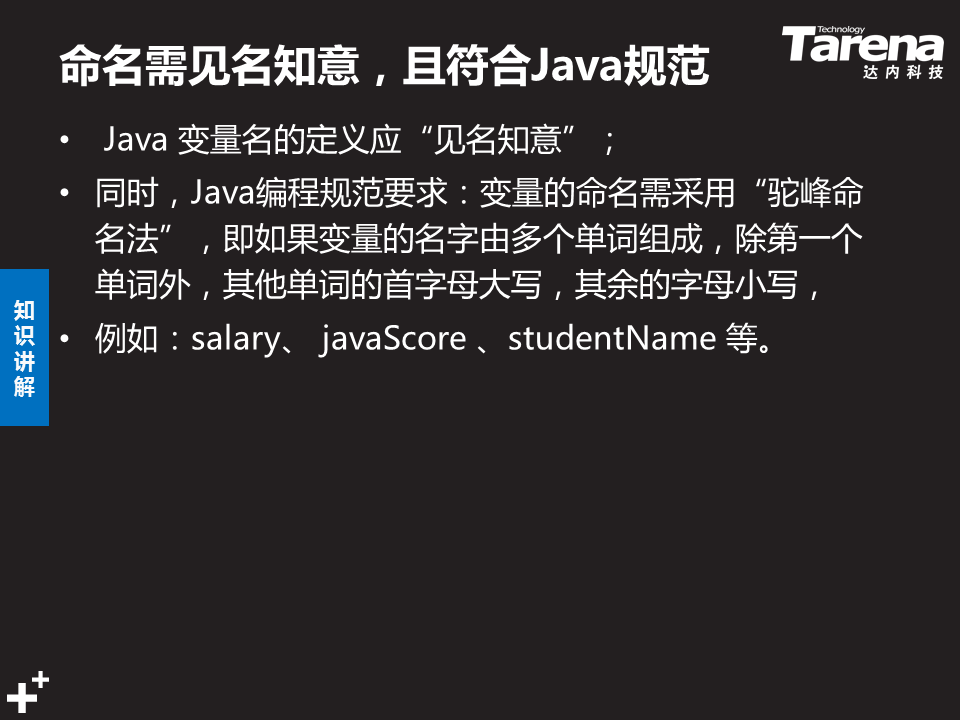 命名需见名知意，且符合Java规范
Technology
Tarena
达内科技
• Java 变量名的定义应“见名知意”；
• 同时，Java编程规范要求：变量的命名需采用“驼峰命
名法”，即如果变量的名字由多个单词组成，除第一个
单词外，其他单词的首字母大写，其余的字母小写，
• 例如：salary、 javaScore 、studentName 等。
知
识
讲
解